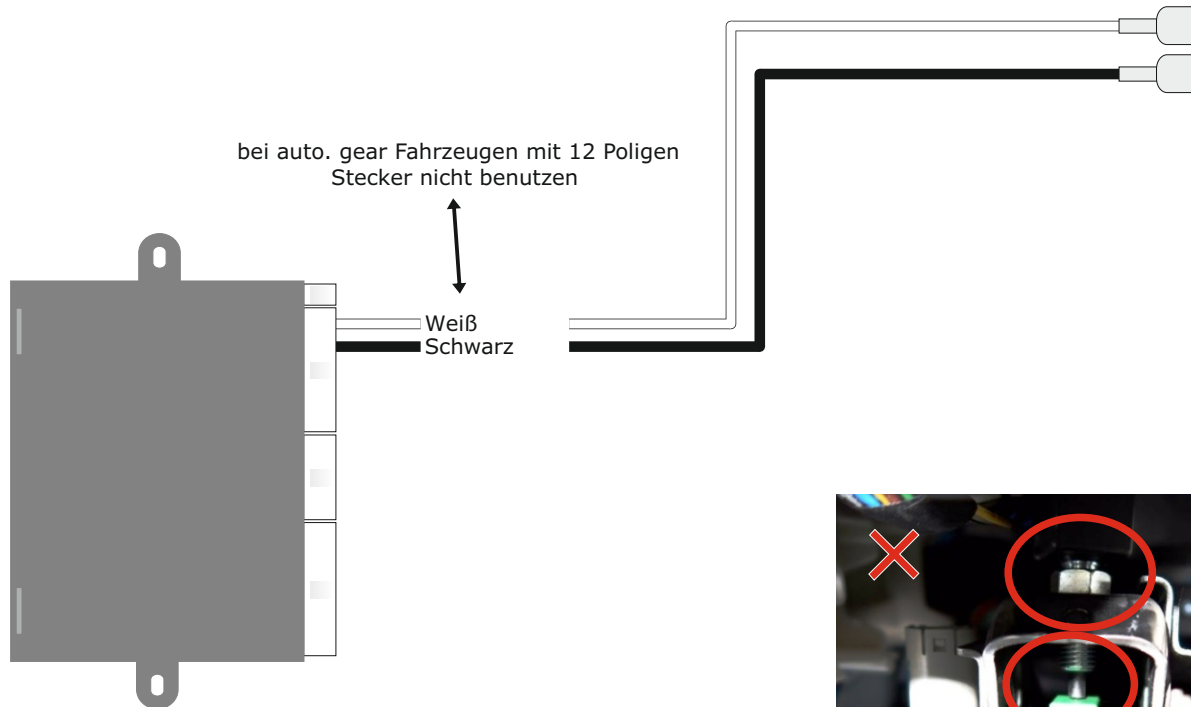 bei auto. gear Fahrzeugen mit 12 Poligen
Stecker nicht benutzen
Weiß
Schwarz